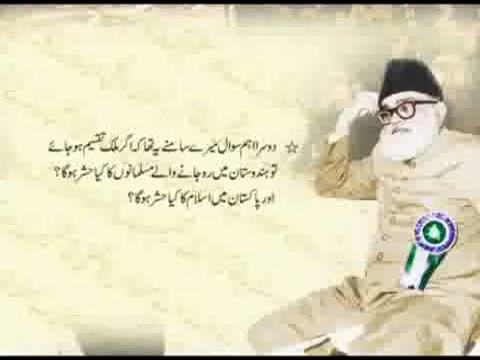 ☆ دوسرا اہم سوال میرے سامنے یہ تھا کہ اگر ملک تقسیم ہو جائے
تو ہندوستان میں رہ جانے والے مسلمانوں کا کیا حشر ہوگا؟
اور پاکستان میں اسلام کا کیا حشر ہوگا؟